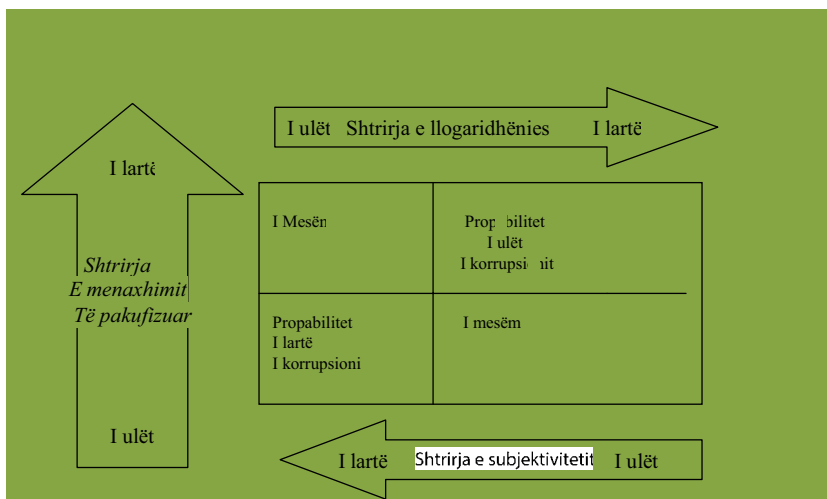 I ulët Shtrirja e llogaridhënies I lartë
I lartë
Shtrirja
E menaxhimit
Të pakufizuar
I ulët
I Mesën
Propabilitet
I ulët
I korrupsionit
Propabilitet
I lartë
I korrupsioni
I mesëm
I lartë Shtrirja e subjektivitetit I ulët